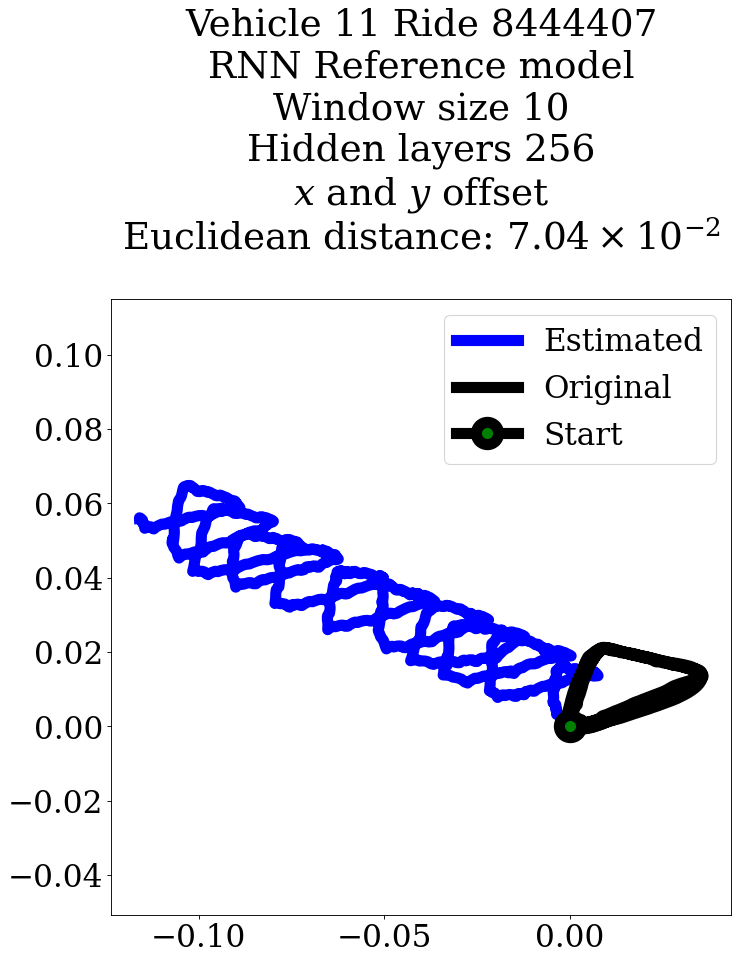 Vehicle 11 Ride 8444407
RNN Reference model
Window size 10
Hidden layers 256
x and y offset
Euclidean distance: 7.04 × 10⁻²
Estimated
Original
Start
0.10
0.08
0.06
0.04
0.02
0.00
−0.02
−0.04
−0.10 −0.05 0.00